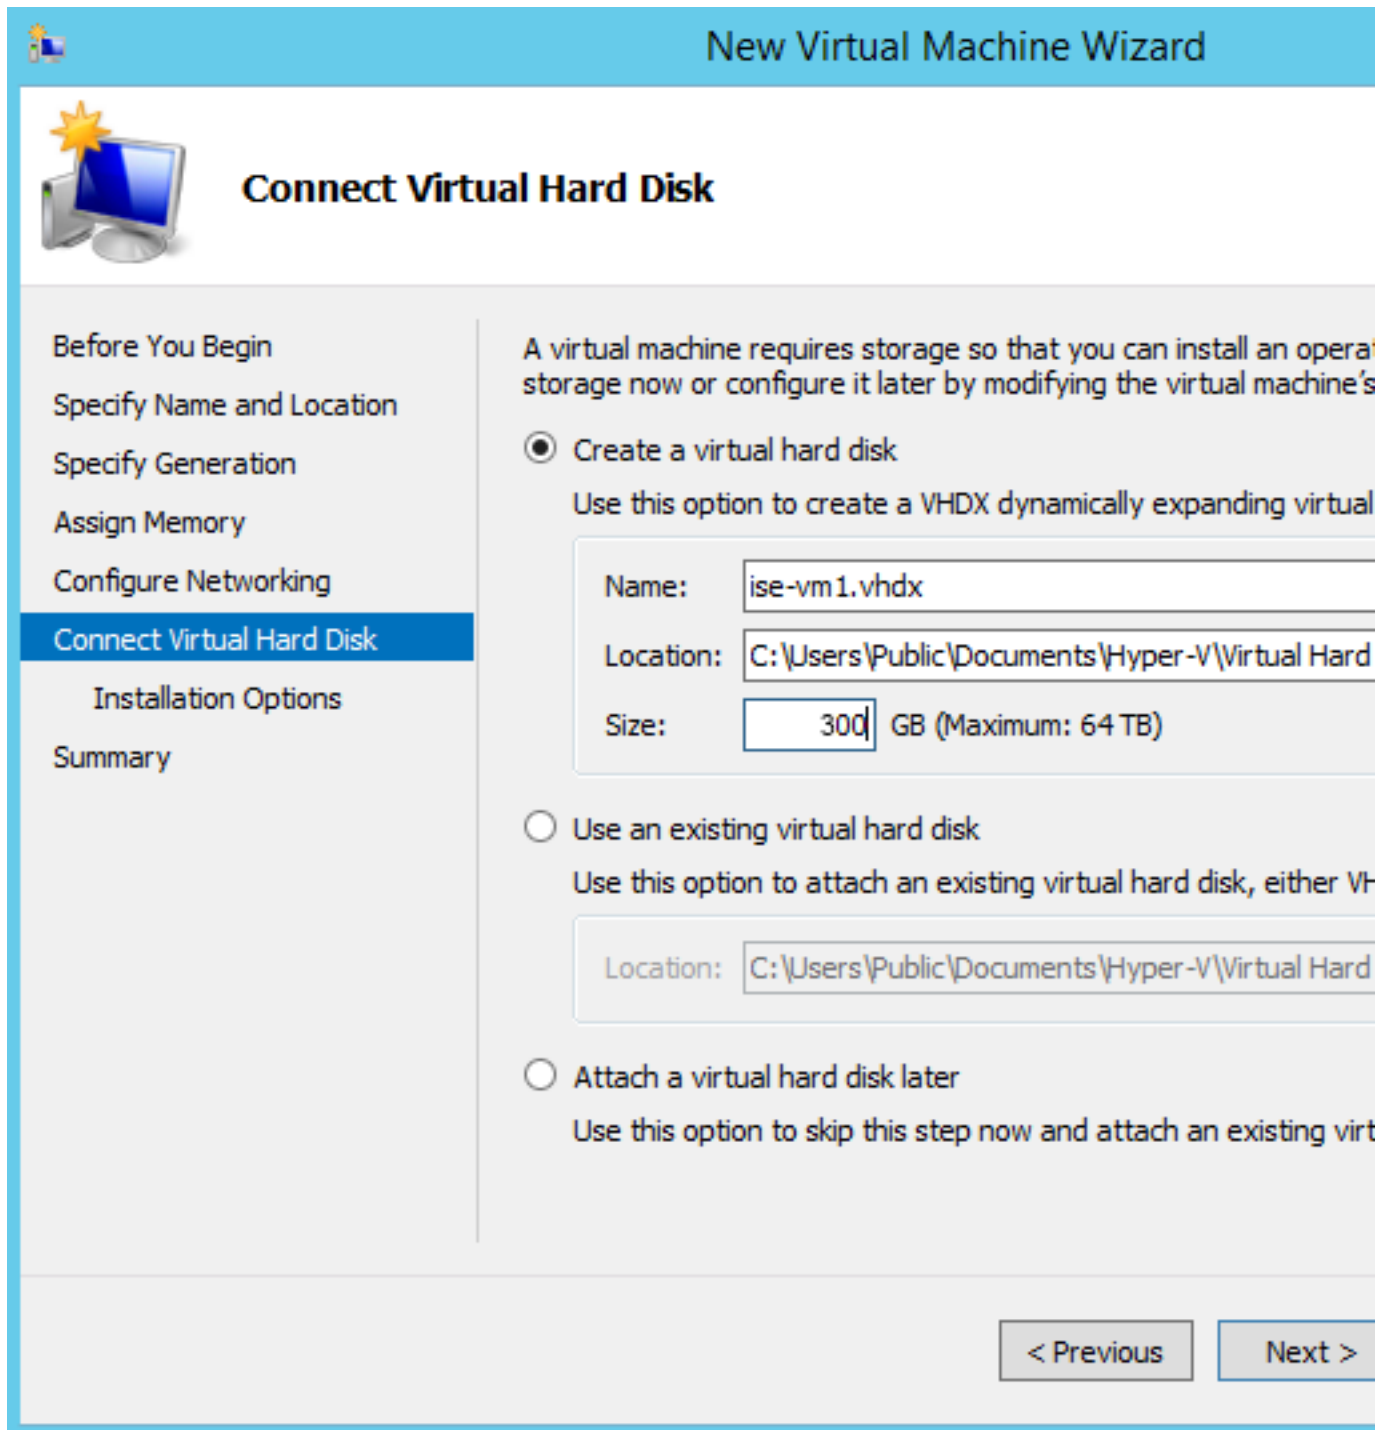 New Virtual Machine Wizard
Connect Virtual Hard Disk
Before You Begin
Specify Name and Location
Specify Generation
Assign Memory
Configure Networking
Connect Virtual Hard Disk
Installation Options
Summary
A virtual machine requires storage so that you can install an
storage now or configure it later by modifying the virtual machine's
Create a virtual hard disk
Use this option to create a VHDX dynamically expanding virtual
Name: ise-vm1.vhdx
Location: C:\Users\Public\Documents\Hyper-V\Virtual Hard
Size: 300 GB (Maximum: 64 TB)
Use an existing virtual hard disk
Use this option to attach an existing virtual hard disk, either
Location: C:\Users\Public\Documents\Hyper-V\Virtual Hard
Attach a virtual hard disk later
Use this option to skip this step now and attach an existing
< Previous
Next >